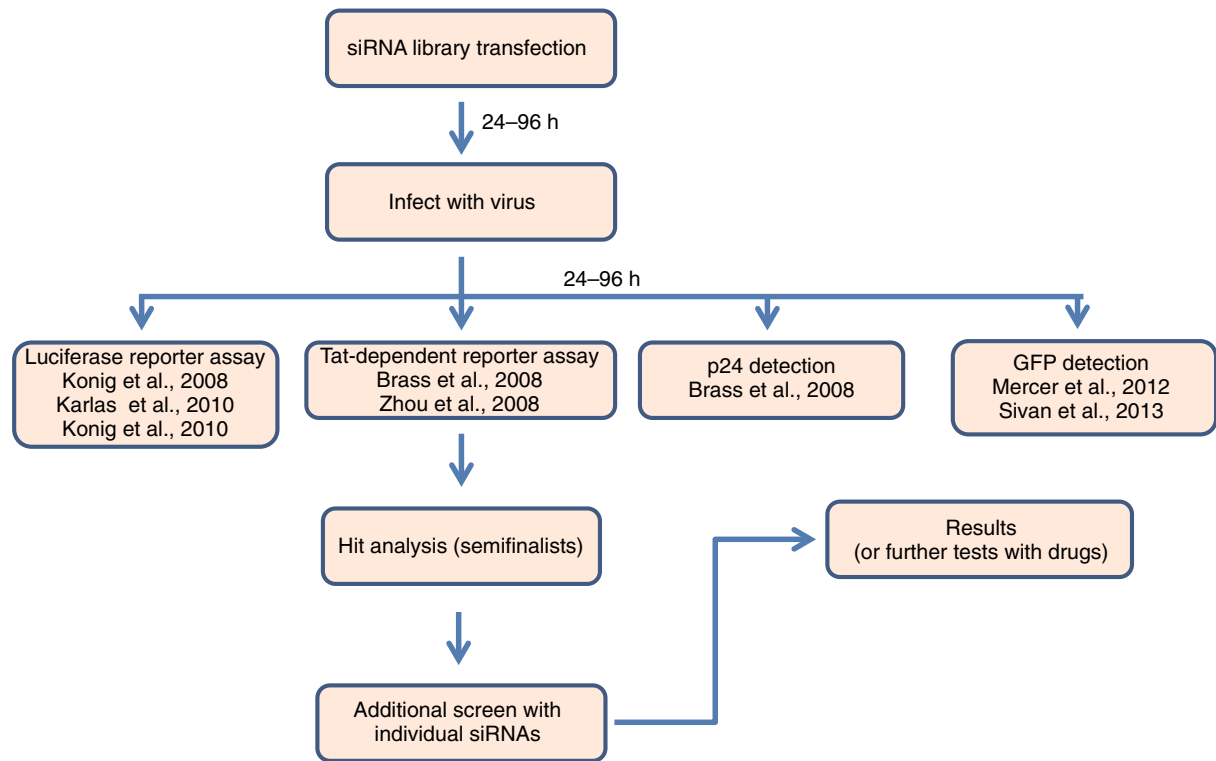 siRNA library transfection
24–96 h
Infect with virus
24–96 h
Luciferase reporter assay
Konig et al., 2008
Karlas et al., 2010
Konig et al., 2010
Tat-dependent reporter assay
Brass et al., 2008
Zhou et al., 2008
p24 detection
Brass et al., 2008
GFP detection
Mercer et al., 2012
Sivan et al., 2013
Hit analysis (semifinalists)
Results
(or further tests with drugs)
Additional screen with
individual siRNAs